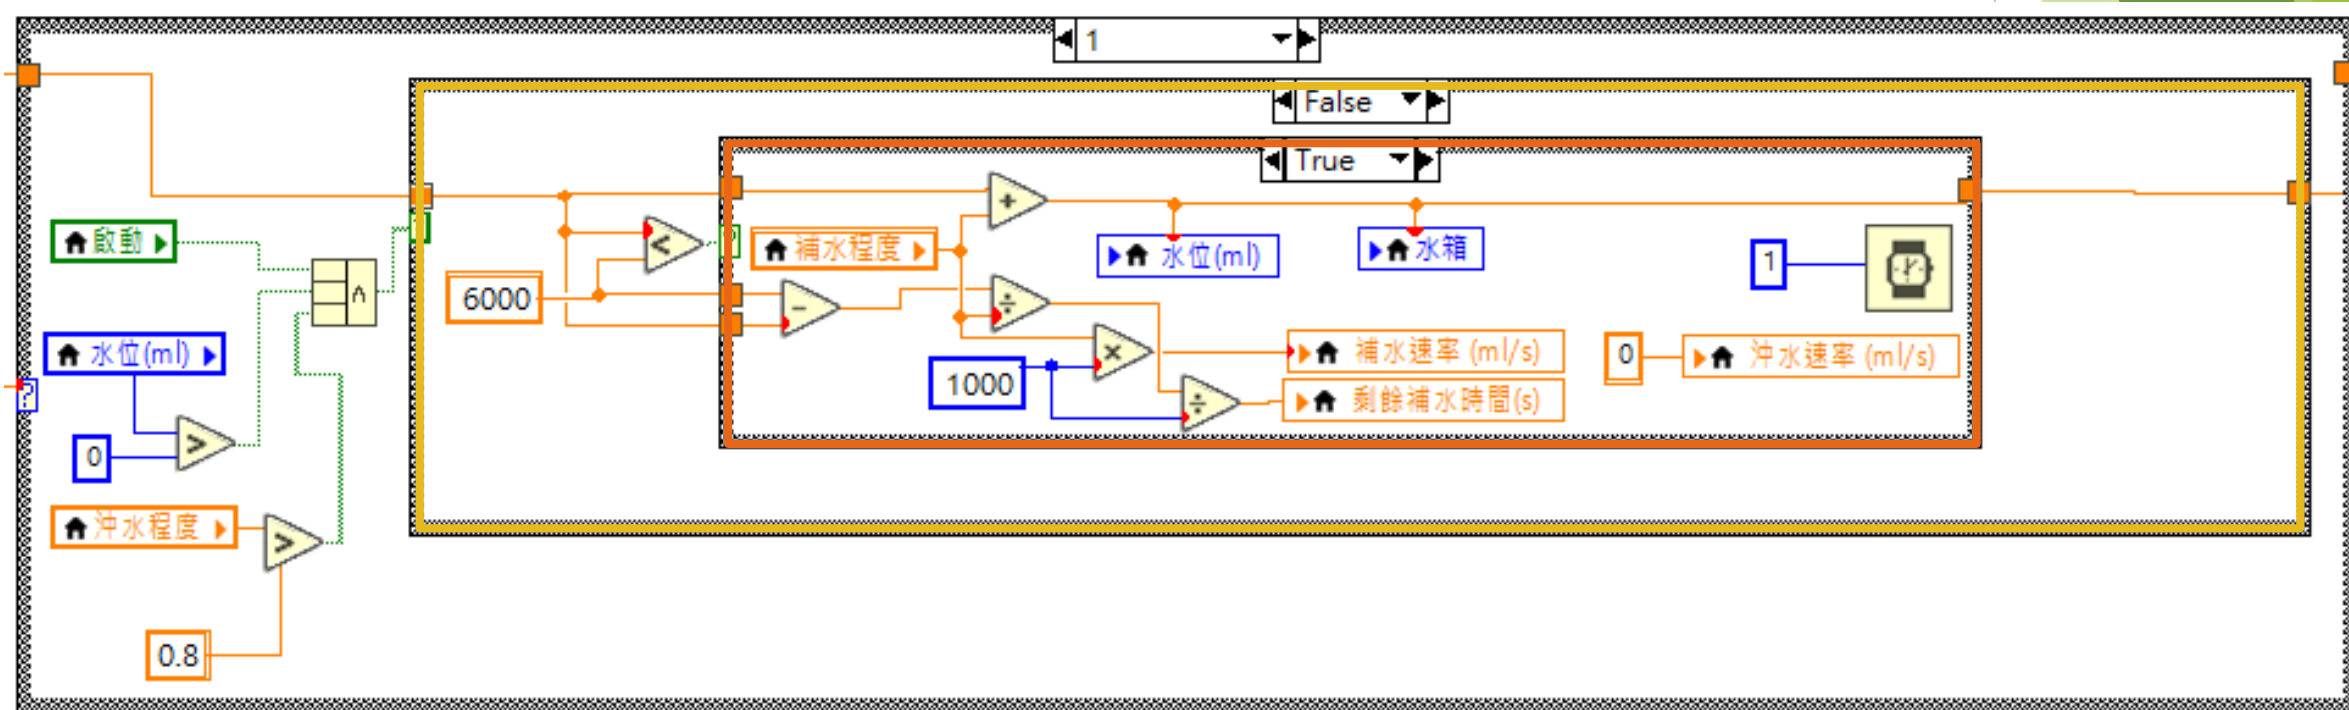 1
False
True
+
啟動
<
補水程度
水位(ml)
水箱
1
∧
6000
-
÷
水位(ml)
×
補水速率 (ml/s)
0
沖水速率 (ml/s)
1000
?
÷
剩餘補水時間(s)
0
>
沖水程度
>
0.8